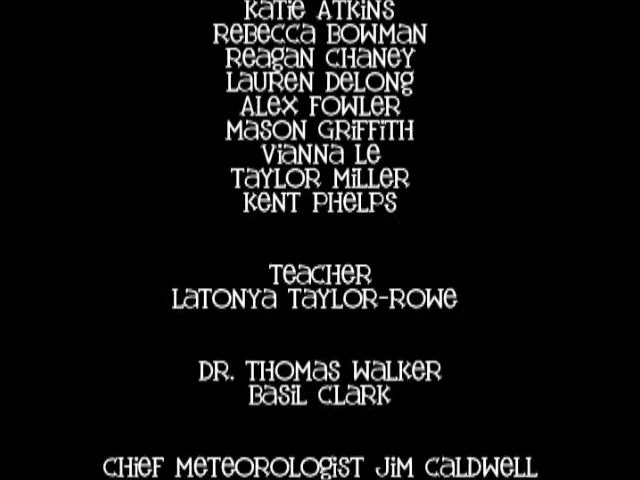 KATIE ATKINS
REBECCA BOWMAN
REAGAN CHANEY
LAUREN DELONG
ALEX FOWLER
MASON GRIFFITH
VIANNA LE
TAYLOR MILLER
KENT PHELPS
TEACHER
LATONYA TAYLOR-ROWE
DR. THOMAS WALKER
BASIL CLARK
CHIEF METEOROLOGIST JIM CALDWELL